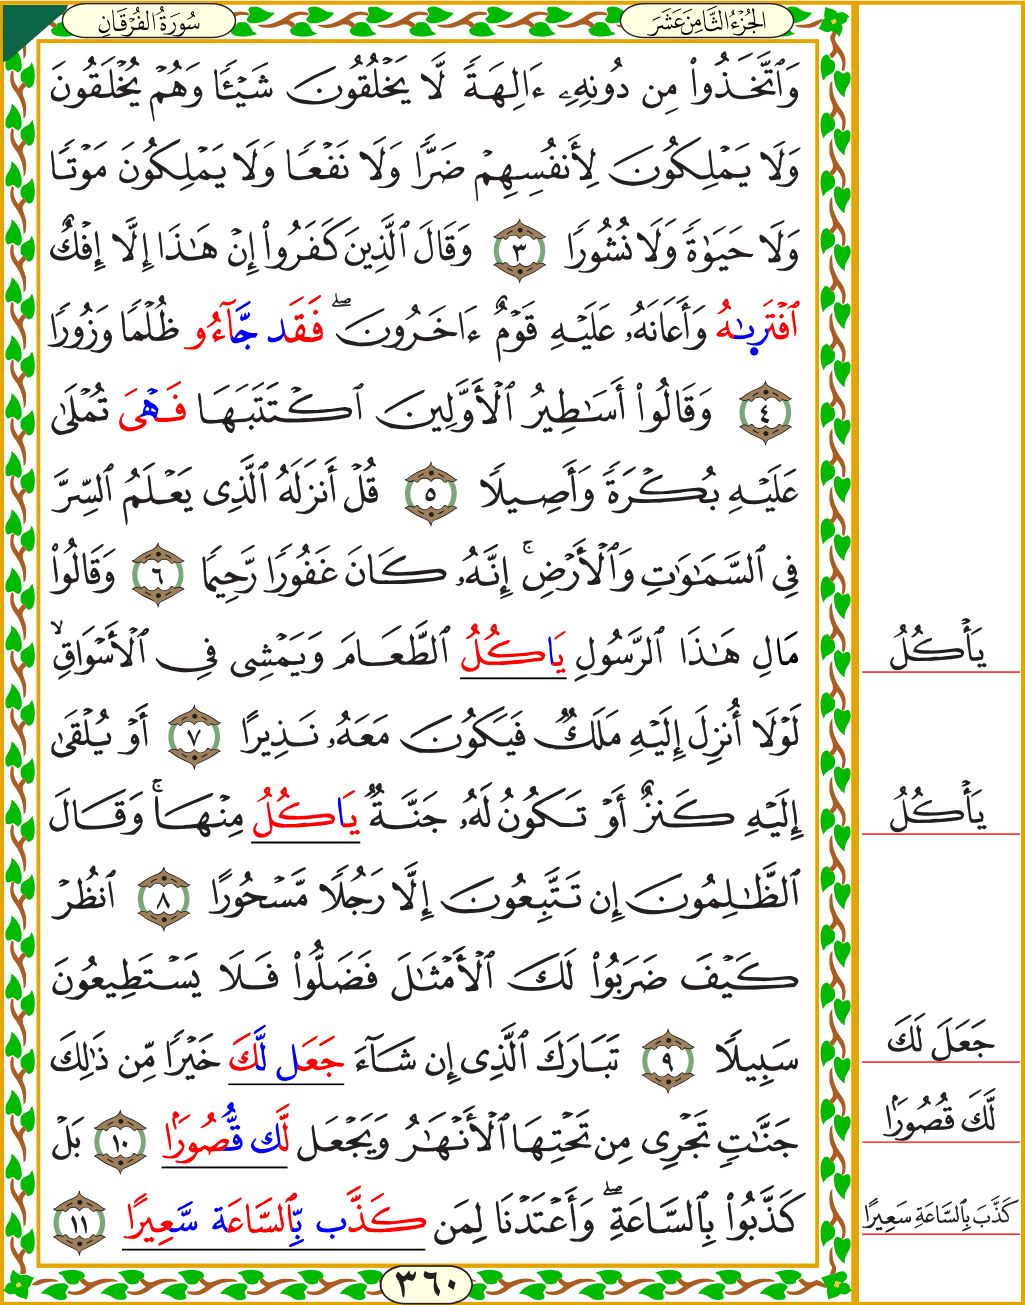 سُورَةُ الفُرْقَانِ
الجُزْءُ الثَّامِنَ عَشَرَ
وَٱتَّخَذُواْ مِن دُونِهِۦٓ ءَالِهَةٗ لَّا يَخۡلُقُونَ شَيۡـٔٗا وَهُمۡ يُخۡلَقُونَ
وَلَا يَمۡلِكُونَ لِأَنفُسِهِمۡ ضَرّٗا وَلَا نَفۡعٗا وَلَا يَمۡلِكُونَ مَوۡتٗا
وَلَا حَيَوٰةٗ وَلَا نُشُورٗا ٣ وَقَالَ ٱلَّذِينَ كَفَرُوٓاْ إِنۡ هَٰذَآ إِلَّآ إِفۡكٌ
ٱفۡتَرىٰهُ وَأَعَانَهُۥ عَلَيۡهِ قَوۡمٌ ءَاخَرُونَۖ فَقَد جَّآءُو ظُلۡمٗا وَزُورٗا
٤ وَقَالُوٓاْ أَسَٰطِيرُ ٱلۡأَوَّلِينَ ٱكۡتَتَبَهَا فَهۡيَ تُمۡلَىٰ
عَلَيۡهِ بُكۡرَةٗ وَأَصِيلٗا ٥ قُلۡ أَنزَلَهُ ٱلَّذِي يَعۡلَمُ ٱلسِّرَّ
فِي ٱلسَّمَٰوَٰتِ وَٱلۡأَرۡضِۚ إِنَّهُۥ كَانَ غَفُورٗا رَّحِيمٗا ٦ وَقَالُواْ
مَالِ هَٰذَا ٱلرَّسُولِ يَاكُلُ ٱلطَّعَامَ وَيَمۡشِي فِي ٱلۡأَسۡوَاقِۙ
يَأۡكُلُ
لَوۡلَآ أُنزِلَ إِلَيۡهِ مَلَكٞ فَيَكُونَ مَعَهُۥ نَذِيرًا ٧ أَوۡ يُلۡقَىٰٓ
إِلَيۡهِ كَنزٌ أَوۡ تَكُونُ لَهُۥ جَنَّةٞ يَاكُلُ مِنۡهَاۚ وَقَالَ
يَأۡكُلُ
ٱلظَّٰلِمُونَ إِن تَتَّبِعُونَ إِلَّا رَجُلٗا مَّسۡحُورًا ٨ ٱنظُرۡ
كَيۡفَ ضَرَبُواْ لَكَ ٱلۡأَمۡثَٰلَ فَضَلُّواْ فَلَا يَسۡتَطِيعُونَ
سَبِيلٗا ٩ تَبَارَكَ ٱلَّذِيٓ إِن شَآءَ جَعَل لَّكَ خَيۡرٗا مِّن ذَٰلِكَ
جَعَلَ لَكَ
جَنَّٰتٖ تَجۡرِي مِن تَحۡتِهَا ٱلۡأَنۡهَٰرُ وَيَجۡعَل لَّك قُّصُورَۢا ١٠ بَلۡ
لَّكَ قُصُورَۢا
كَذَّبُواْ بِٱلسَّاعَةِۖ وَأَعۡتَدۡنَا لِمَن كَذَّب بِّٱلسَّاعَة سَّعِيرًا ١١
كَذَّبَ بِٱلسَّاعَةِ سَعِيرًا
٣٦٠